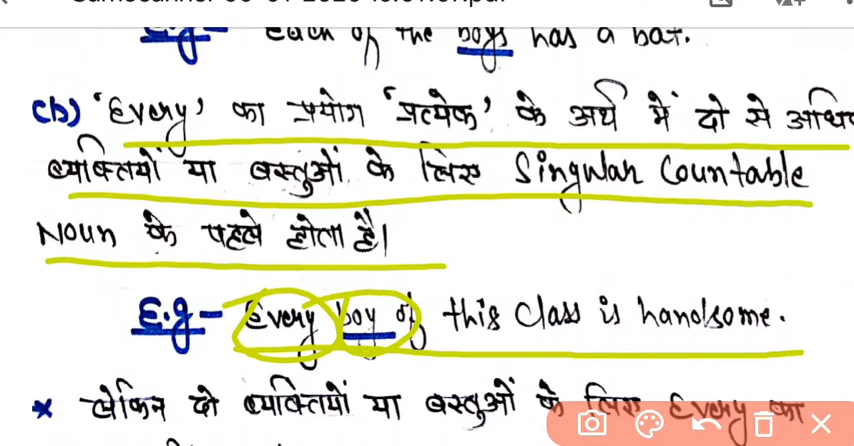 E.g- Each of the boys has a bat.
(b) 'Every' का प्रयोग 'प्रत्येक' के अर्थ में दो से
व्यक्तियों या वस्तुओं के लिए Singular Countable
Noun के पहले होता है।
E.g- Every boy of this class is handsome.
* लेकिन दो व्यक्तियों या वस्तुओं के लिए Every का